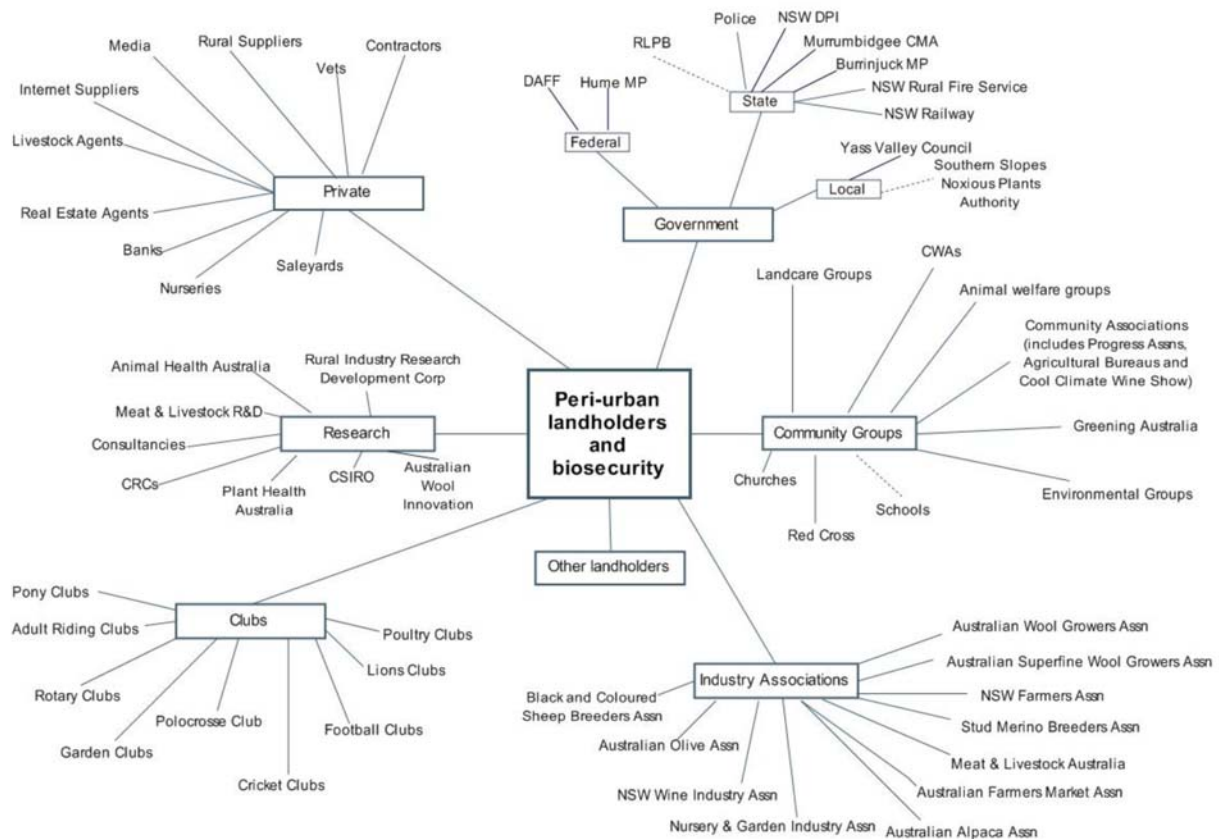 Media
Rural Suppliers
Contractors
Vets
Internet Suppliers
Livestock Agents
Private
Real Estate Agents
Banks
Saleyards
Nurseries
Police
NSW DPI
RLPB
Murrumbidgee CMA
Burrinjuck MP
DAFF
Hume MP
NSW Rural Fire Service
State
NSW Railway
Federal
Yass Valley Council
Local
Southern Slopes
Noxious Plants
Authority
Government
CWAs
Landcare Groups
Animal welfare groups
Community Associations
(includes Progress Assns,
Agricultural Bureaus and
Cool Climate Wine Show)
Greening Australia
Community Groups
Churches
Schools
Environmental Groups
Red Cross
Animal Health Australia
Rural Industry Research
Development Corp
Meat & Livestock R&D
Research
Consultancies
CRCs
Plant Health
Australia
CSIRO
Australian
Wool
Innovation
Peri-urban
landholders
and
biosecurity
Other landholders
Pony Clubs
Clubs
Adult Riding Clubs
Poultry Clubs
Lions Clubs
Rotary Clubs
Polocrosse Club
Football Clubs
Garden Clubs
Cricket Clubs
Australian Wool Growers Assn
Australian Superfine Wool Growers Assn
Industry Associations
Black and Coloured
Sheep Breeders Assn
NSW Farmers Assn
Stud Merino Breeders Assn
Australian Olive Assn
Meat & Livestock Australia
NSW Wine Industry Assn
Australian Farmers Market Assn
Nursery & Garden Industry Assn
Australian Alpaca Assn